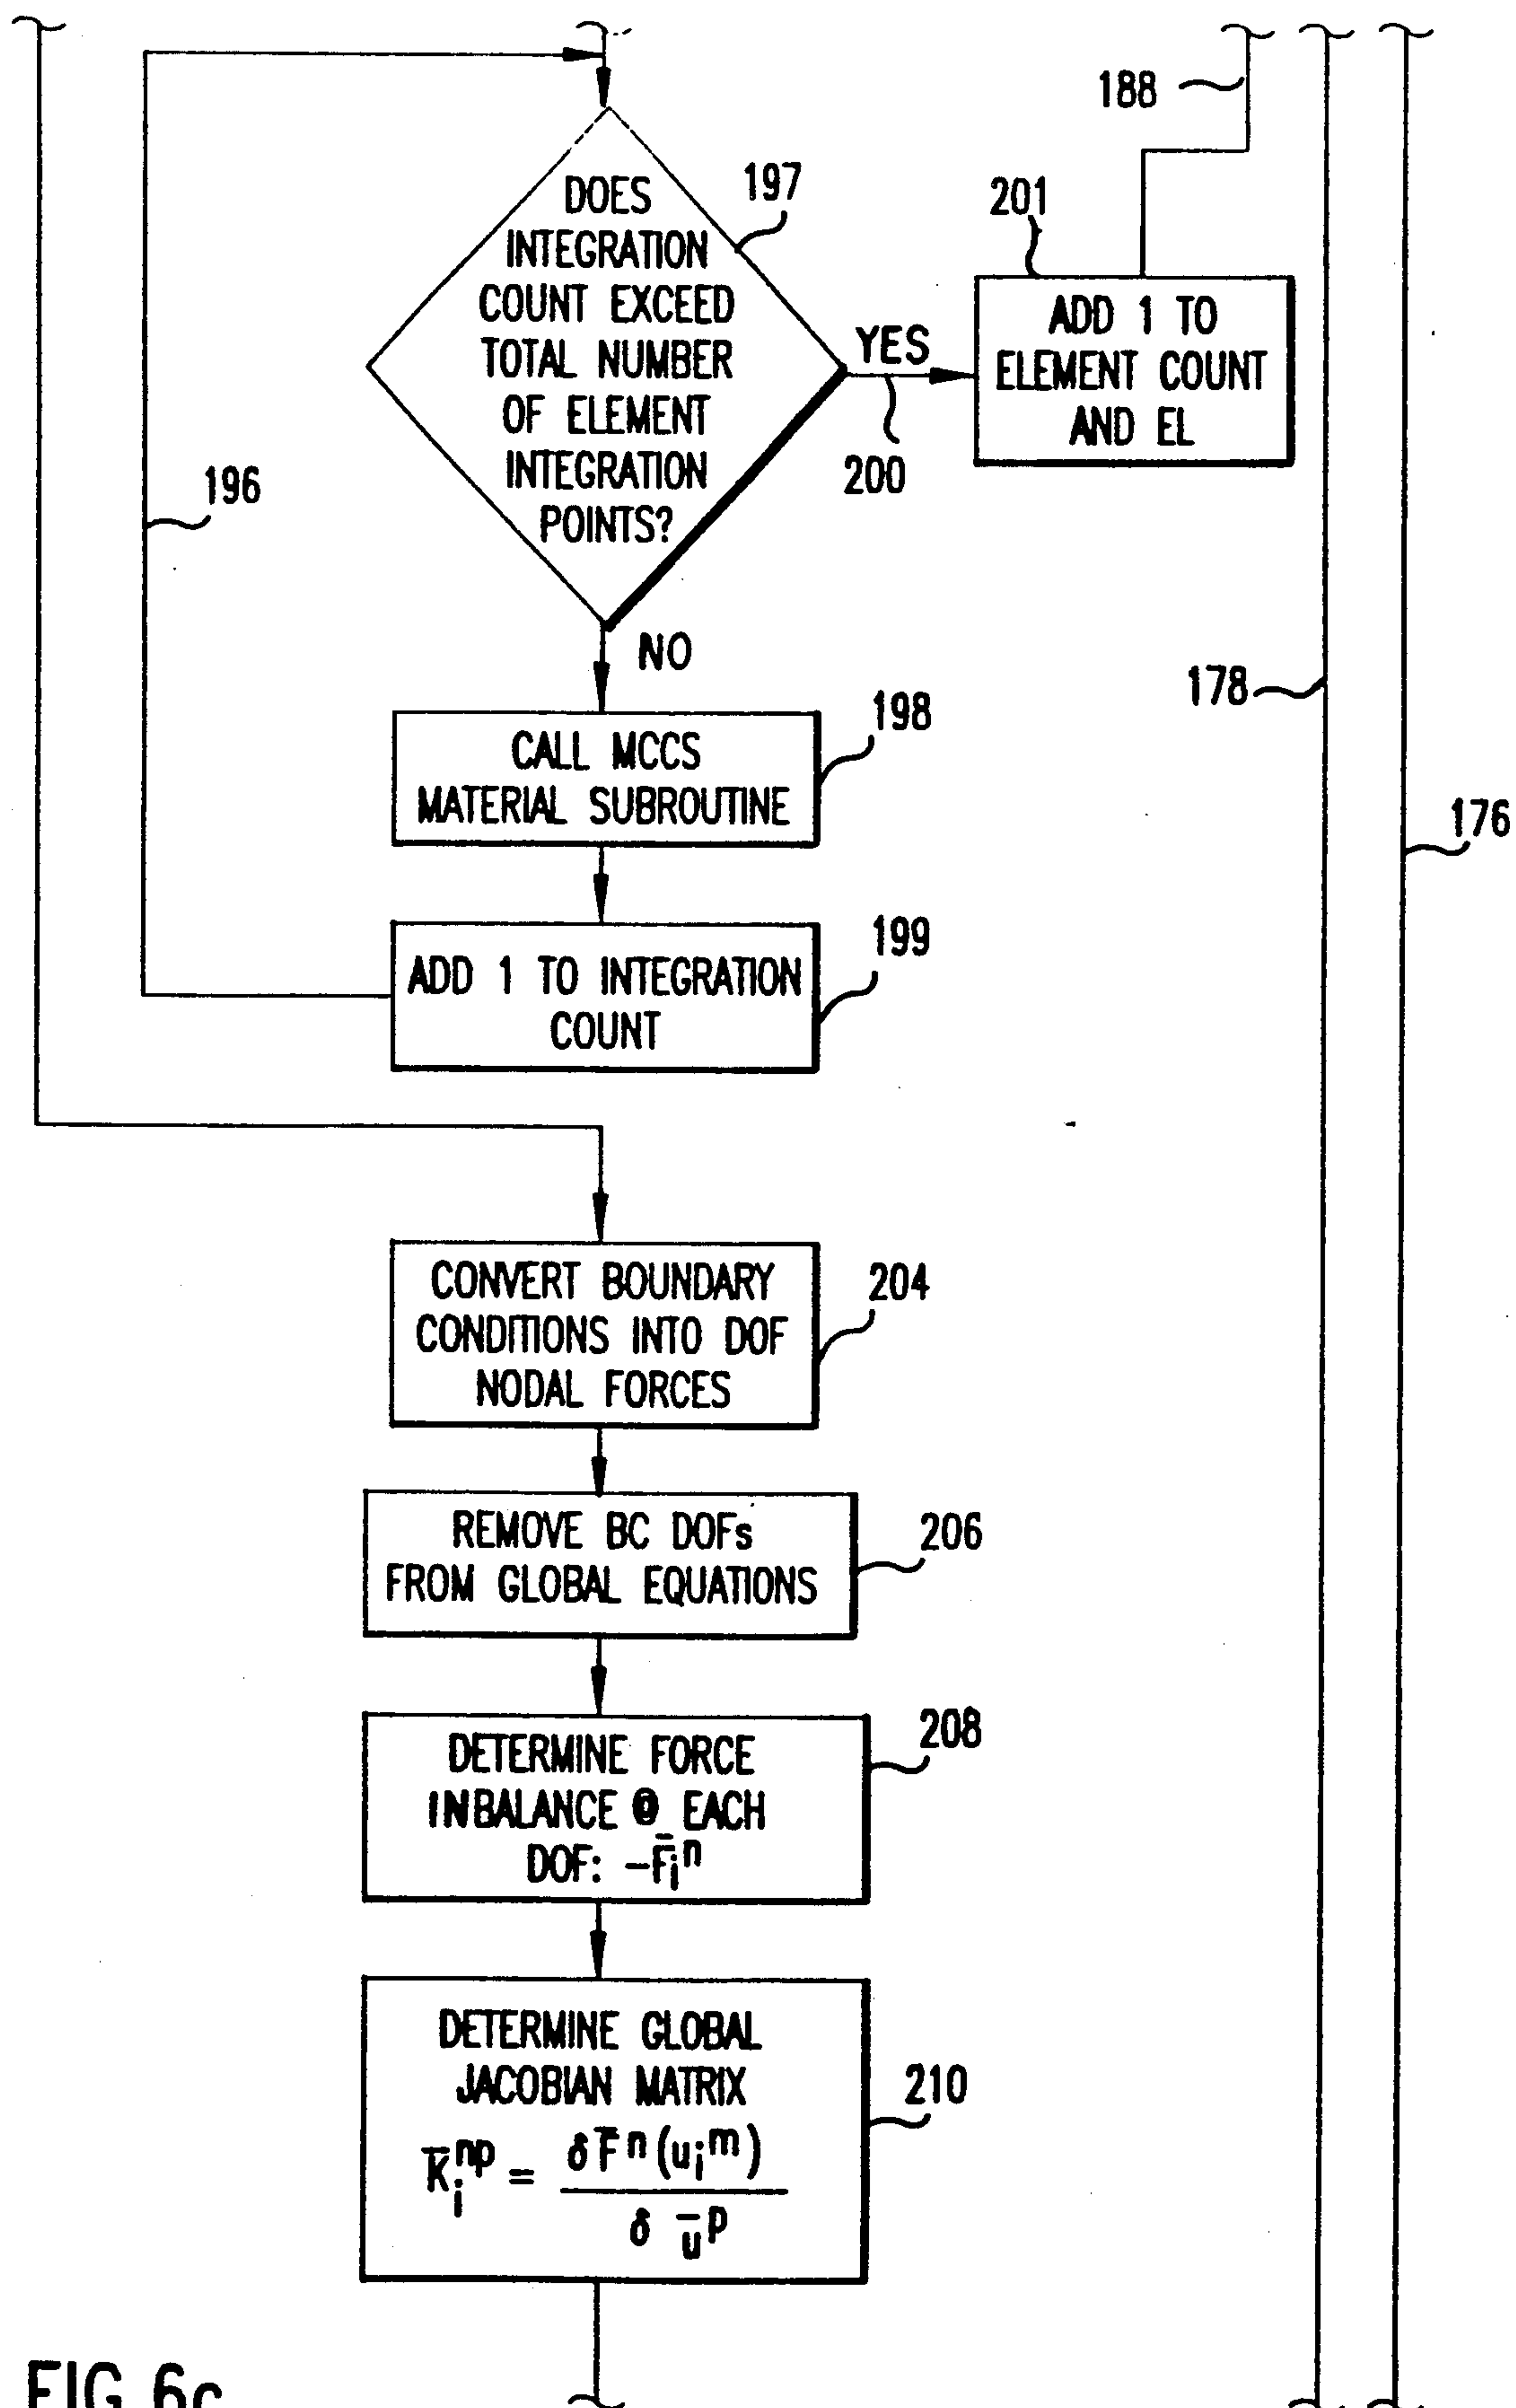 188
197
DOES
INTEGRATION
COUNT EXCEED
TOTAL NUMBER
OF ELEMENT
INTEGRATION
POINTS?
201
ADD 1 TO
ELEMENT COUNT
AND EL
YES
200
196
NO
178
198
CALL MCCS
MATERIAL SUBROUTINE
176
199
ADD 1 TO INTEGRATION
COUNT
204
CONVERT BOUNDARY
CONDITIONS INTO DOF
NODAL FORCES
206
REMOVE BC DOFs
FROM GLOBAL EQUATIONS
208
DETERMINE FORCE
INBALANCE @ EACH
DOF: –F̄ᵢⁿ
210
DETERMINE GLOBAL
JACOBIAN MATRIX
K̄ᵢⁿᵖ = δF̄ⁿ(uᵢᵐ)
δ ūᵖ
FIG 6c